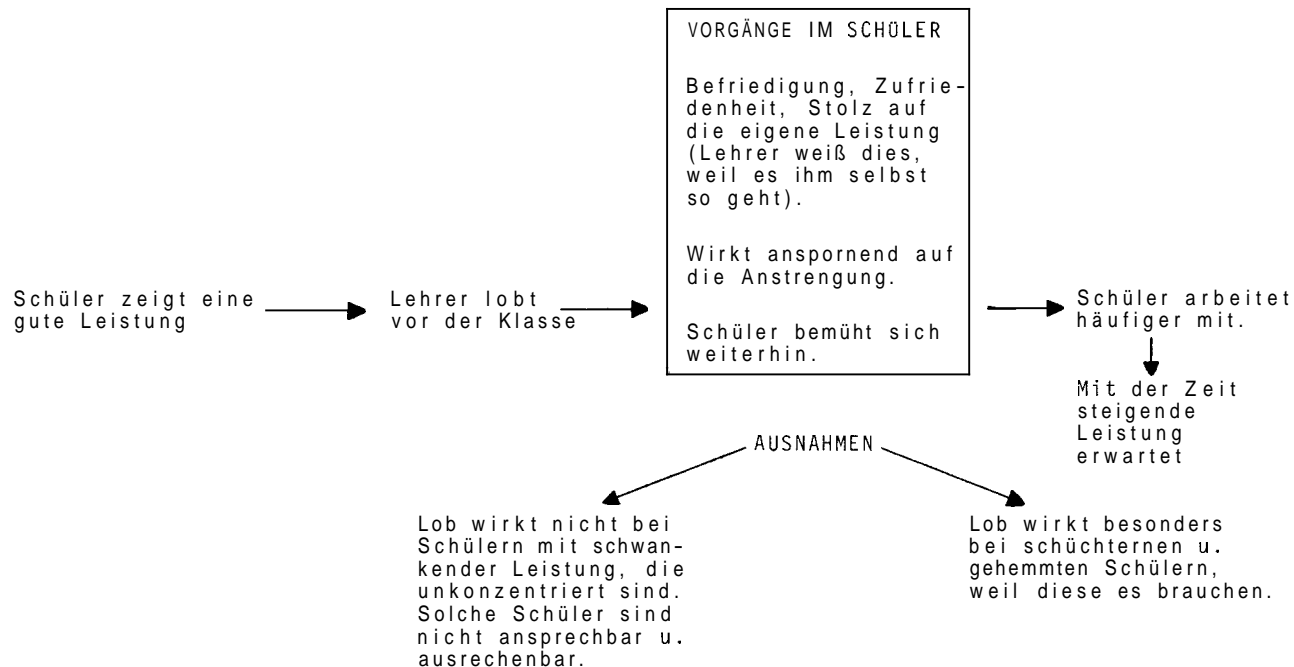 VORGÄNGE IM SCHÜLER
Befriedigung, Zufrie-
denheit, Stolz auf
die eigene Leistung
(Lehrer weiß dies,
weil es ihm selbst
so geht).
Wirkt anspornend auf
die Anstrengung.
Schüler bemüht sich
weiterhin.
Schüler zeigt eine
gute Leistung
Lehrer lobt
vor der Klasse
Schüler arbeitet
häufiger mit.
Mit der Zeit
steigende
Leistung
erwartet
AUSNAHMEN
Lob wirkt nicht bei
Schülern mit schwan-
kender Leistung, die
unkonzentriert sind.
Solche Schüler sind
nicht ansprechbar u.
ausrechenbar.
Lob wirkt besonders
bei schüchternen u.
gehemmten Schülern,
weil diese es brauchen.